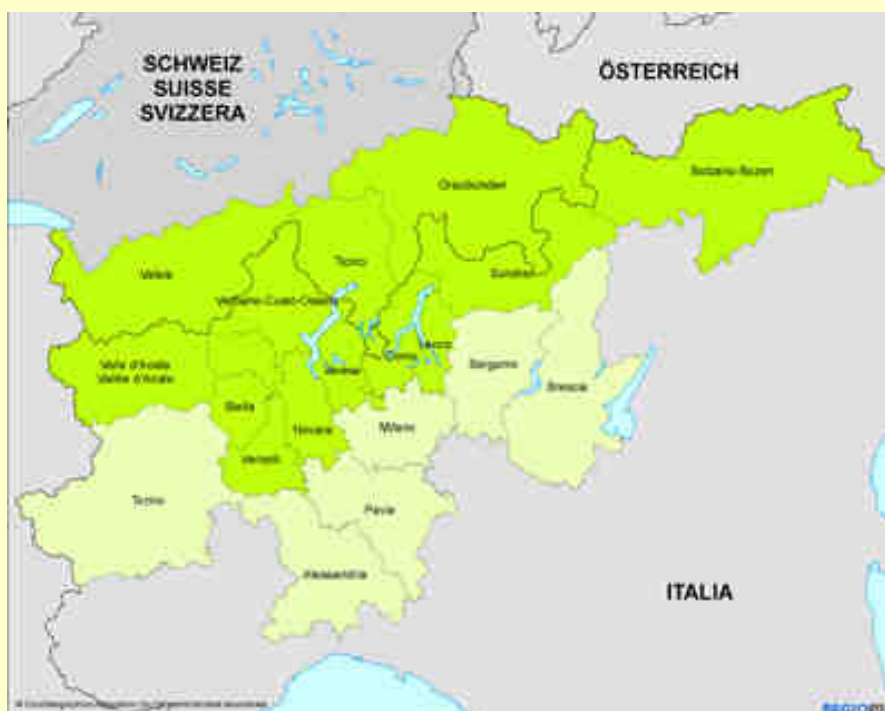 SCHWEIZ
SUISSE
SVIZZERA
ÖSTERREICH
Graubünden
Bolzano-Bozen
Valais
Ticino
Sondrio
Verbano-Cusio-Ossola
Valle d'Aosta
Vallée d'Aoste
Varese
Como
Lecco
Bergamo
Brescia
Biella
Novara
Milano
Vercelli
Torino
Pavia
Alessandria
ITALIA